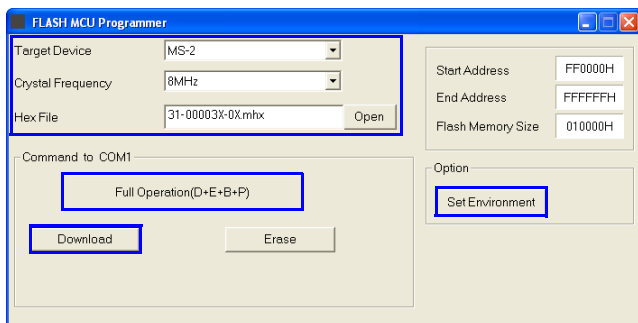 FLASH MCU Programmer
Target Device
MS-2
Crystal Frequency
8MHz
Hex File
31-00003X-0X.mhx
Open
Start Address
FF0000H
End Address
FFFFFFH
Flash Memory Size
010000H
Command to COM1
Full Operation(D+E+B+P)
Download
Erase
Option
Set Environment